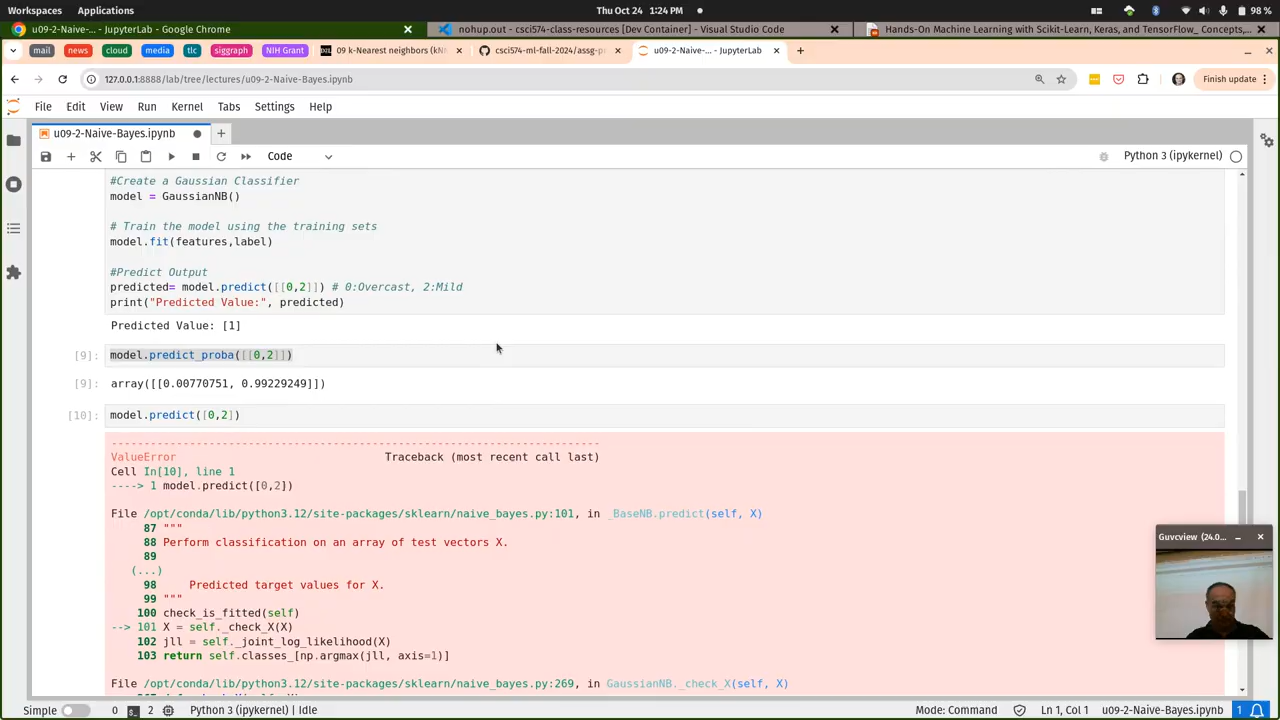 Workspaces Applications Thu Oct 24 1:24 PM 98 %
u09-2-Naive-... - JupyterLab - Google Chrome
nohup.out - csci574-class-resources [Dev Container] - Visual Studio Code
Hands-On Machine Learning with Scikit-Learn, Keras, and TensorFlow_ Concepts,...
mail news cloud media tlc siggraph NIH Grant
09 k-Nearest neighbors (kN
csci574-ml-fall-2024/assg-p
u09-2-Naive-... - JupyterLab
127.0.0.1:8888/lab/tree/lectures/u09-2-Naive-Bayes.ipynb
Finish update
File Edit View Run Kernel Tabs Settings Help
u09-2-Naive-Bayes.ipynb
Code
Python 3 (ipykernel)
#Create a Gaussian Classifier
model = GaussianNB()
# Train the model using the training sets
model.fit(features,label)
#Predict Output
predicted= model.predict([[0,2]]) # 0:Overcast, 2:Mild
print("Predicted Value:", predicted)
Predicted Value: [1]
[9]: model.predict_proba([[0,2]])
[9]: array([[0.00770751, 0.99229249]])
[10]: model.predict([0,2])
---------------------------------------------------------------------------
ValueError Traceback (most recent call last)
Cell In[10], line 1
----> 1 model.predict([0,2])
File /opt/conda/lib/python3.12/site-packages/sklearn/naive_bayes.py:101, in _BaseNB.predict(self, X)
87 """
88 Perform classification on an array of test vectors X.
89
(...)
98 Predicted target values for X.
99 """
100 check_is_fitted(self)
--> 101 X = self._check_X(X)
102 jll = self._joint_log_likelihood(X)
103 return self.classes_[np.argmax(jll, axis=1)]
File /opt/conda/lib/python3.12/site-packages/sklearn/naive_bayes.py:269, in GaussianNB._check_X(self, X)
Guvcview (24.0...
Simple 0 2 Python 3 (ipykernel) | Idle
Mode: Command Ln 1, Col 1 u09-2-Naive-Bayes.ipynb 1